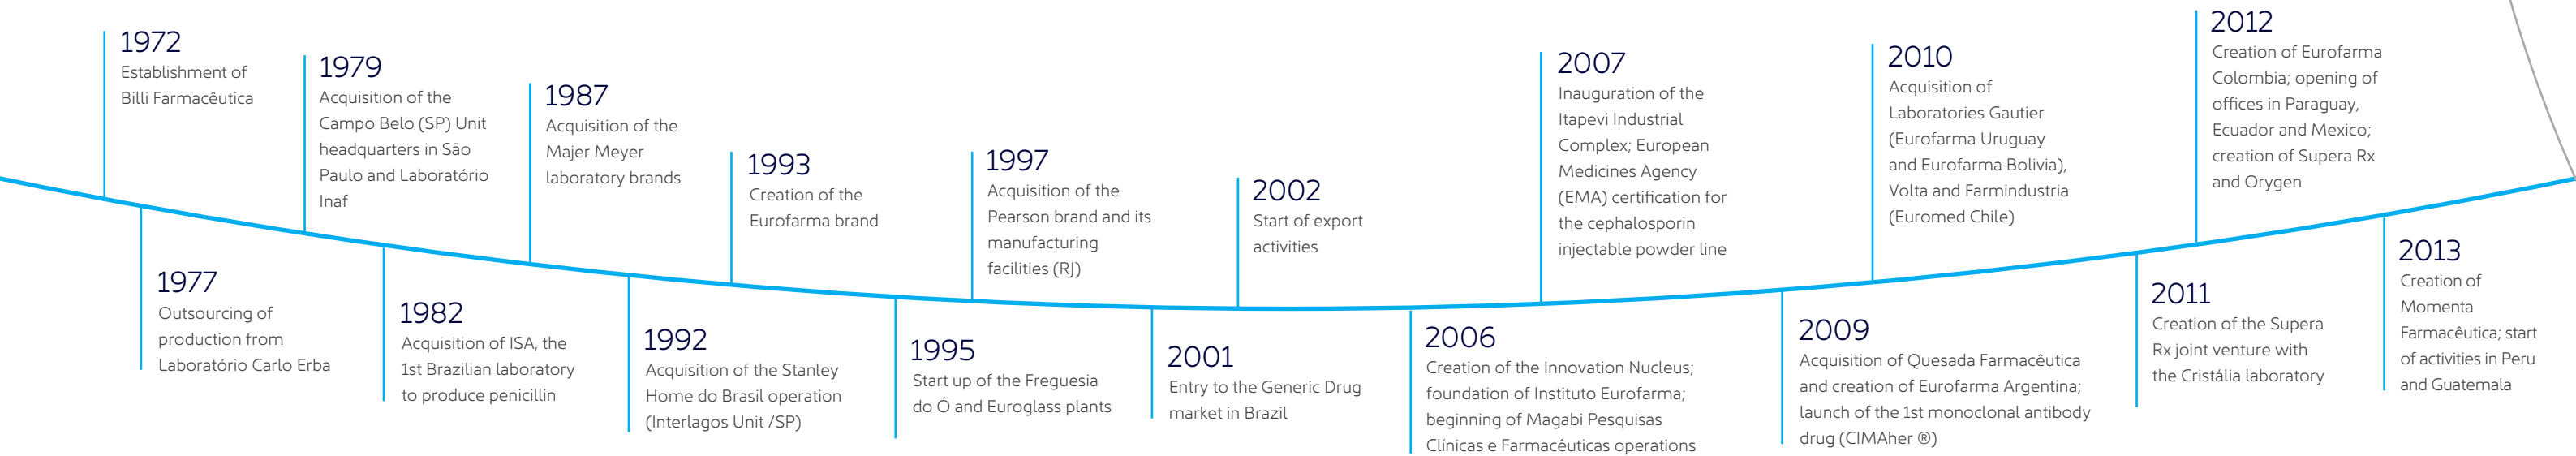 1972
Establishment of
Billi Farmacêutica
1977
Outsourcing of
production from
Laboratório Carlo Erba
1979
Acquisition of the
Campo Belo (SP) Unit
headquarters in São
Paulo and Laboratório
Inaf
1982
Acquisition of ISA, the
1st Brazilian laboratory
to produce penicillin
1987
Acquisition of the
Majer Meyer
laboratory brands
1992
Acquisition of the Stanley
Home do Brasil operation
(Interlagos Unit /SP)
1993
Creation of the
Eurofarma brand
1995
Start up of the Freguesia
do Ó and Euroglass plants
1997
Acquisition of the
Pearson brand and its
manufacturing
facilities (RJ)
2001
Entry to the Generic Drug
market in Brazil
2002
Start of export
activities
2006
Creation of the Innovation Nucleus;
foundation of Instituto Eurofarma;
beginning of Magabi Pesquisas
Clínicas e Farmacêuticas operations
2007
Inauguration of the
Itapevi Industrial
Complex; European
Medicines Agency
(EMA) certification for
the cephalosporin
injectable powder line
2009
Acquisition of Quesada Farmacêutica
and creation of Eurofarma Argentina;
launch of the 1st monoclonal antibody
drug (CIMAher ®)
2010
Acquisition of
Laboratories Gautier
(Eurofarma Uruguay
and Eurofarma Bolivia),
Volta and Farmindustria
(Euromed Chile)
2011
Creation of the Supera
Rx joint venture with
the Cristália laboratory
2012
Creation of Eurofarma
Colombia; opening of
offices in Paraguay,
Ecuador and Mexico;
creation of Supera Rx
and Orygen
2013
Creation of
Momenta
Farmacêutica; start
of activities in Peru
and Guatemala